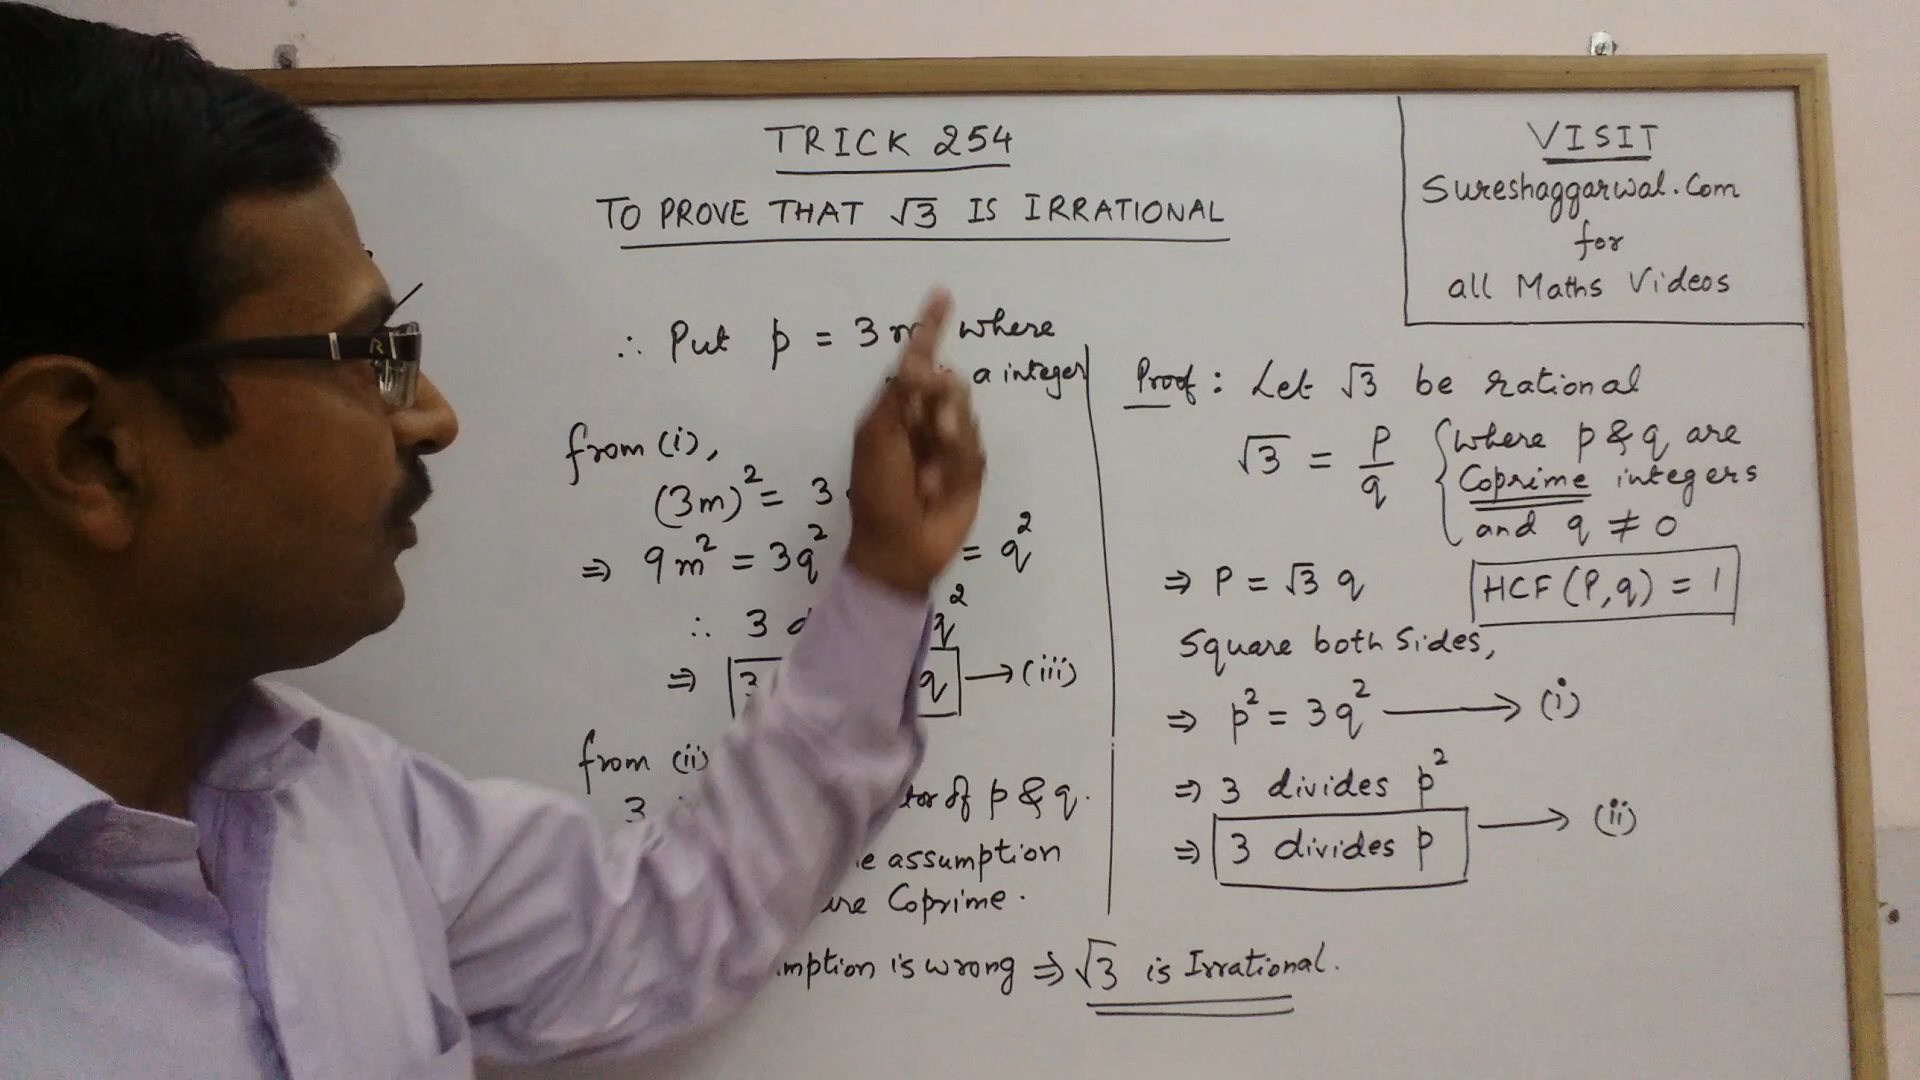 TRICK 254
TO PROVE THAT √3 IS IRRATIONAL
VISIT
Sureshaggarwal.Com
for
all Maths Videos
Proof : Let √3 be rational
√3 = p/q {where p & q are
Coprime integers
and q ≠ 0
⇒ P = √3 q
HCF (P,q) = 1
Square both Sides,
⇒ p² = 3q² → (i)
⇒ 3 divides p²
⇒ 3 divides p → (ii)
∴ Put p = 3m where
a integer
from (i),
(3m)² = 3
⇒ 9m² = 3q² = q²
∴ 3 q²
⇒ 3 q → (iii)
from (ii)
3 of p & q.
assumption
Coprime.
is wrong ⇒ √3 is Irrational.